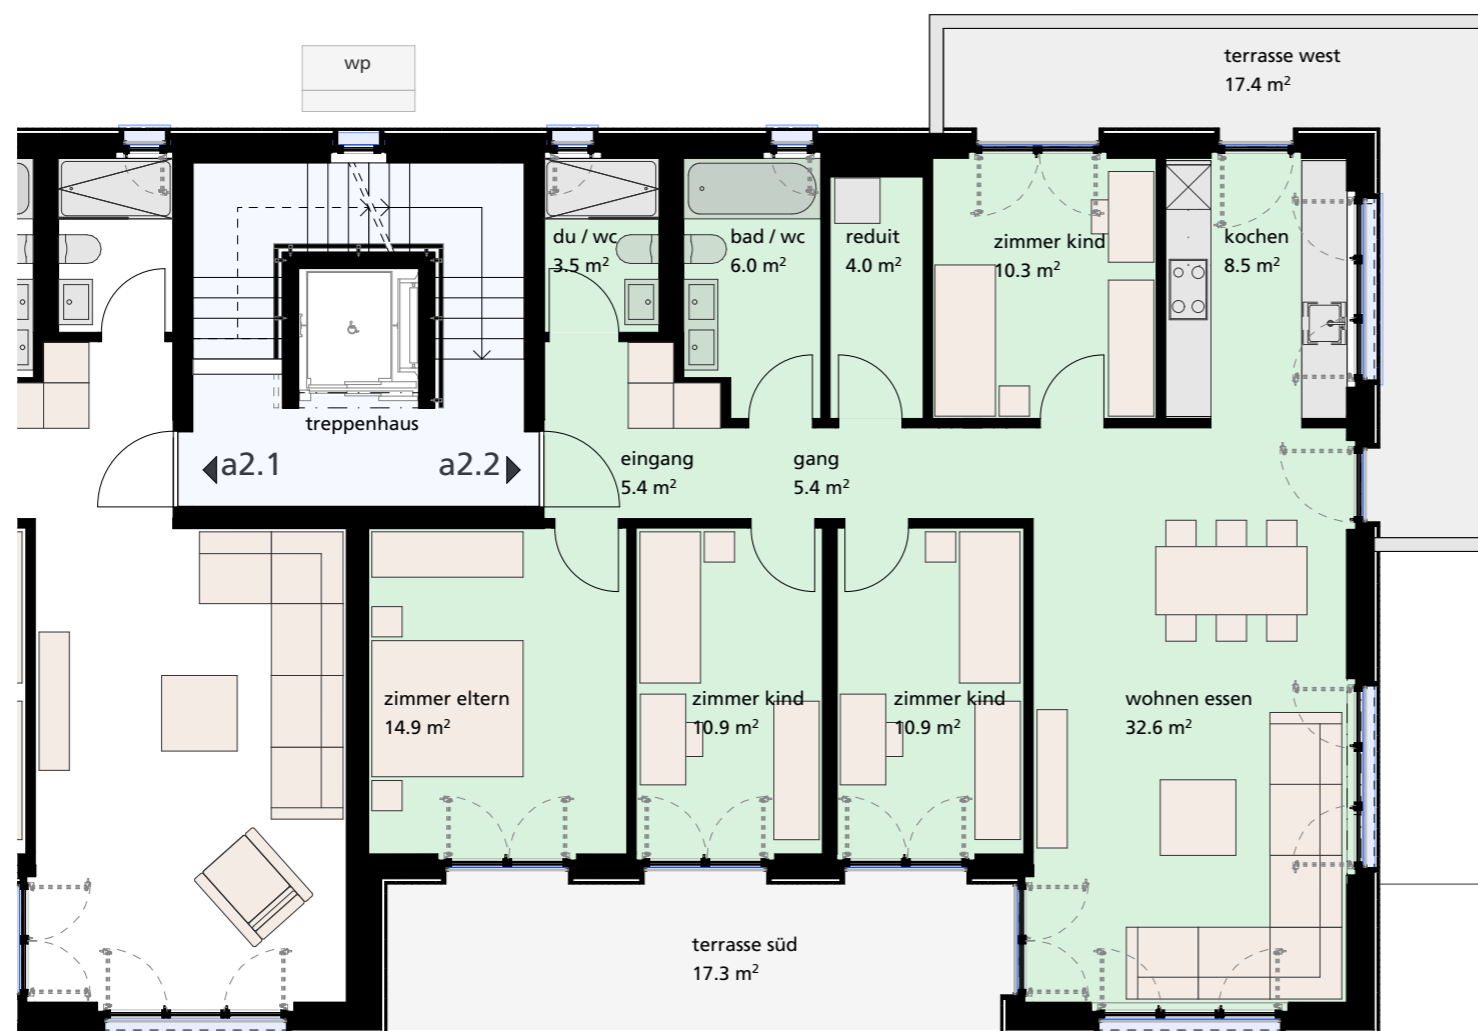 terrasse west
17.4 m²
wp
du / wc
3.5 m²
bad / wc
6.0 m²
reduit
4.0 m²
zimmer kind
10.3 m²
kochen
8.5 m²
treppenhaus
a2.1
a2.2
eingang
5.4 m²
gang
5.4 m²
zimmer eltern
14.9 m²
zimmer kind
10.9 m²
zimmer kind
10.9 m²
wohnen essen
32.6 m²
terrasse süd
17.3 m²